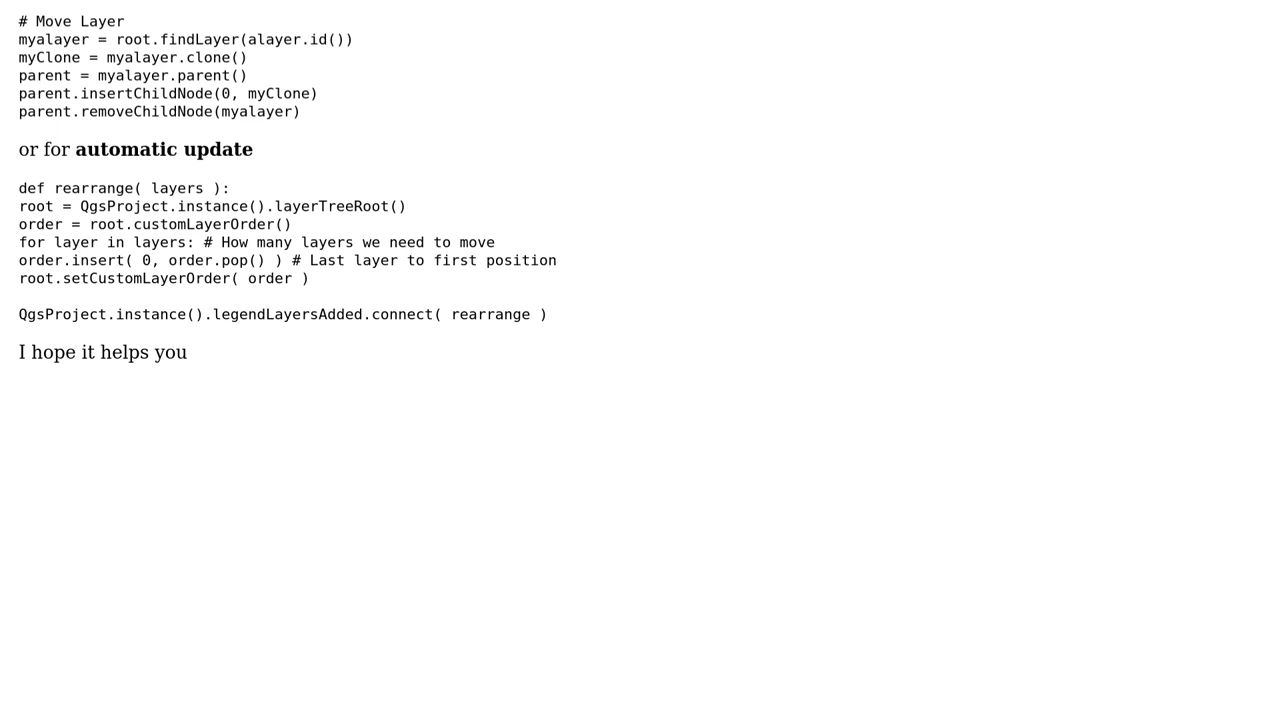 # Move Layer
myalayer = root.findLayer(alayer.id())
myClone = myalayer.clone()
parent = myalayer.parent()
parent.insertChildNode(0, myClone)
parent.removeChildNode(myalayer)
or for automatic update
def rearrange( layers ):
root = QgsProject.instance().layerTreeRoot()
order = root.customLayerOrder()
for layer in layers: # How many layers we need to move
order.insert( 0, order.pop() ) # Last layer to first position
root.setCustomLayerOrder( order )
QgsProject.instance().legendLayersAdded.connect( rearrange )
I hope it helps you